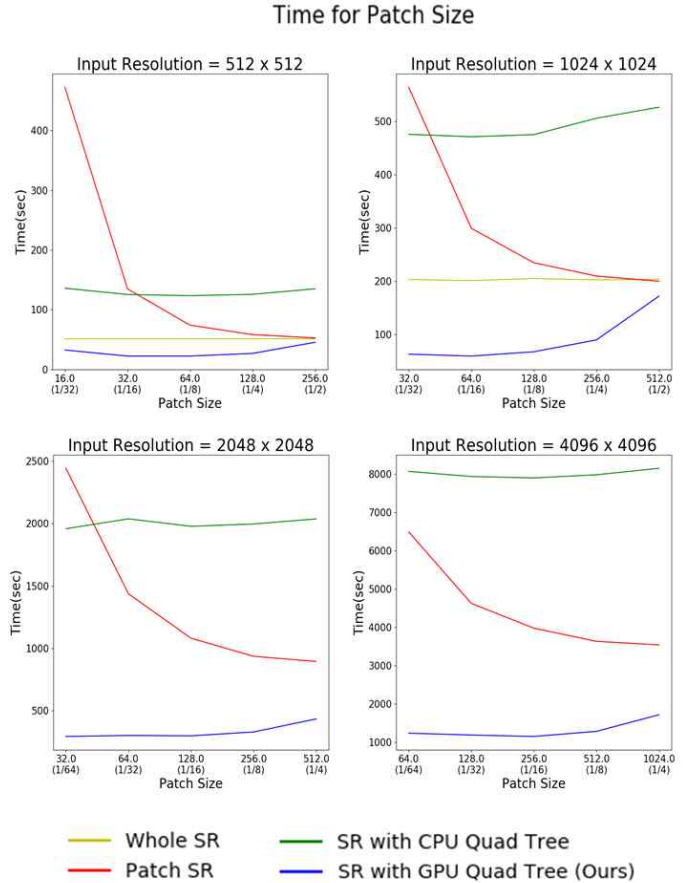 Time for Patch Size
Input Resolution = 512 x 512
Time(sec)
400
300
200
100
0
16.0 32.0 64.0 128.0 256.0
(1/32) (1/16) (1/8) (1/4) (1/2)
Patch Size
Input Resolution = 1024 x 1024
Time(sec)
500
400
300
200
100
32.0 64.0 128.0 256.0 512.0
(1/32) (1/16) (1/8) (1/4) (1/2)
Patch Size
Input Resolution = 2048 x 2048
Time(sec)
2500
2000
1500
1000
500
32.0 64.0 128.0 256.0 512.0
(1/64) (1/32) (1/16) (1/8) (1/4)
Patch Size
Input Resolution = 4096 x 4096
Time(sec)
8000
7000
6000
5000
4000
3000
2000
1000
64.0 128.0 256.0 512.0 1024.0
(1/64) (1/32) (1/16) (1/8) (1/4)
Patch Size
Whole SR
Patch SR
SR with CPU Quad Tree
SR with GPU Quad Tree (Ours)